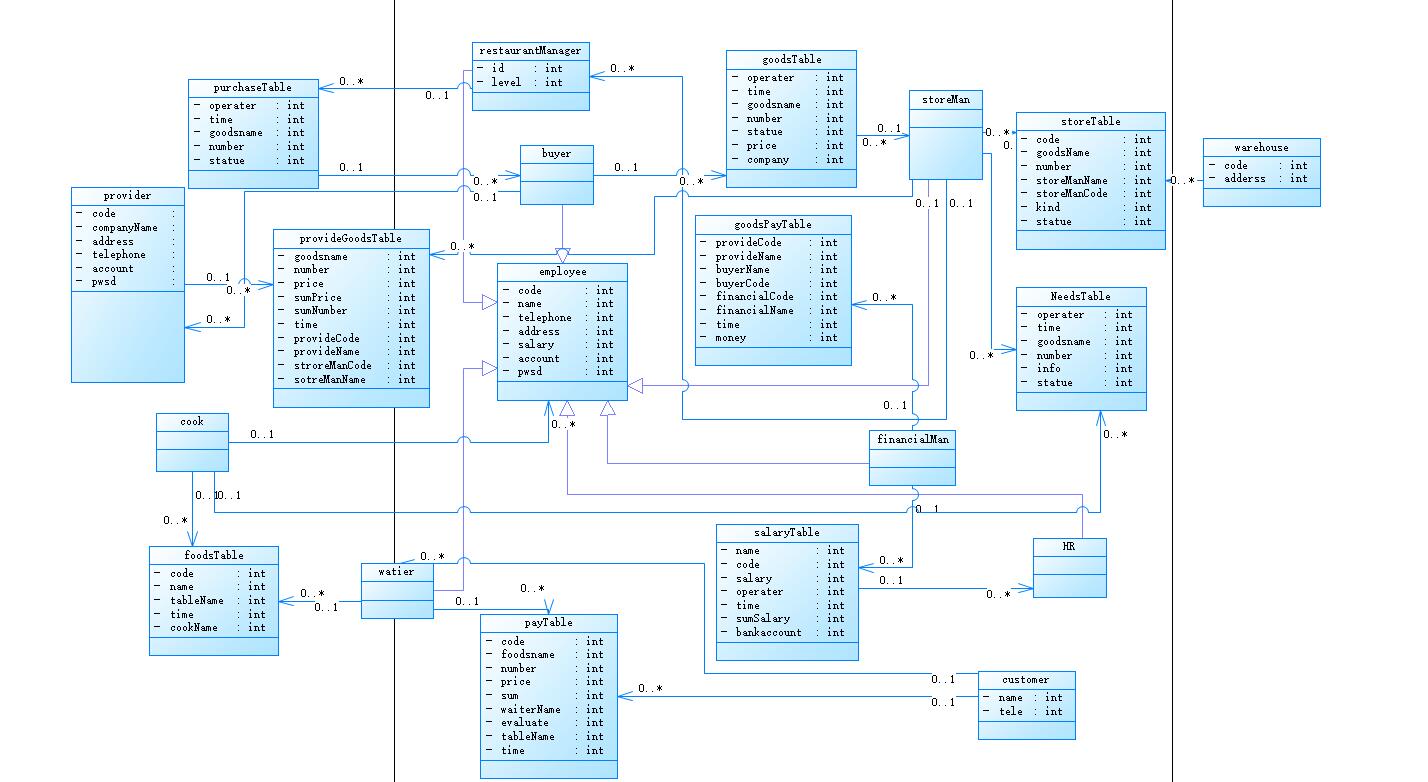 restaurantManager
- id : int
- level : int
purchaseTable
- operater : int
- time : int
- goodsname : int
- number : int
- statue : int
goodsTable
- operater : int
- time : int
- goodsname : int
- number : int
- statue : int
- price : int
- company : int
storeMan
storeTable
- code : int
- goodsName : int
- number : int
- storeManName : int
- storeManCode : int
- kind : int
- statue : int
warehouse
- code : int
- adderss : int
buyer
provider
- code :
- companyName :
- address :
- telephone :
- account :
- pwsd :
provideGoodsTable
- goodsname : int
- number : int
- price : int
- sumPrice : int
- sumNumber : int
- time : int
- provideCode : int
- provideName : int
- stroreManCode : int
- sotreManName : int
employee
- code : int
- name : int
- telephone : int
- address : int
- salary : int
- account : int
- pwsd : int
goodsPayTable
- provideCode : int
- provideName : int
- buyerName : int
- buyerCode : int
- financialCode : int
- financialName : int
- time : int
- money : int
NeedsTable
- operater : int
- time : int
- goodsname : int
- number : int
- info : int
- statue : int
cook
financialMan
foodsTable
- code : int
- name : int
- tableName : int
- time : int
- cookName : int
watier
salaryTable
- name : int
- code : int
- salary : int
- operater : int
- time : int
- sumSalary : int
- bankaccount : int
HR
payTable
- code : int
- foodsname : int
- number : int
- price : int
- sum : int
- waiterName : int
- evaluate : int
- tableName : int
- time : int
customer
- name : int
- tele : int
0..*
0..1
0..*
0..1
0..*
0..1
0..1
0..*
0..1
0..*
0..*
0..
0..*
0..1
0..1
0..*
0..1
0..*
0..*
0..*
0..*
0..1
0..1
0..*
0..*
0..1
0..1
0..*
0..1
0..*
0..*
0..1
0..*
0..*
0..1
0..1
0..*
0..1
0..*
0..1